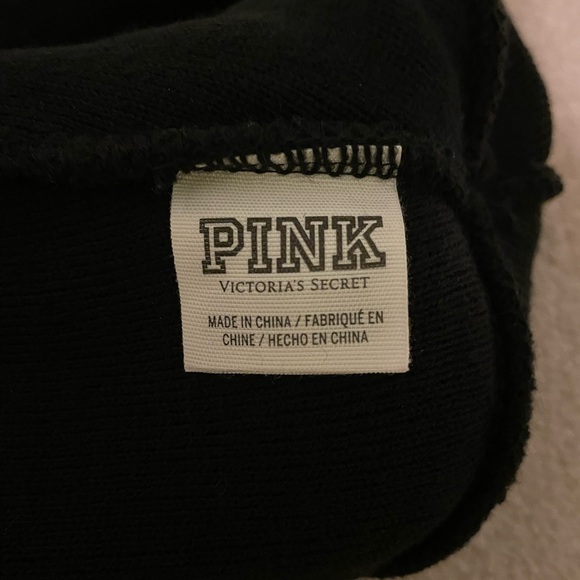 PINK
VICTORIA'S SECRET
MADE IN CHINA / FABRIQUÉ EN
CHINE / HECHO EN CHINA